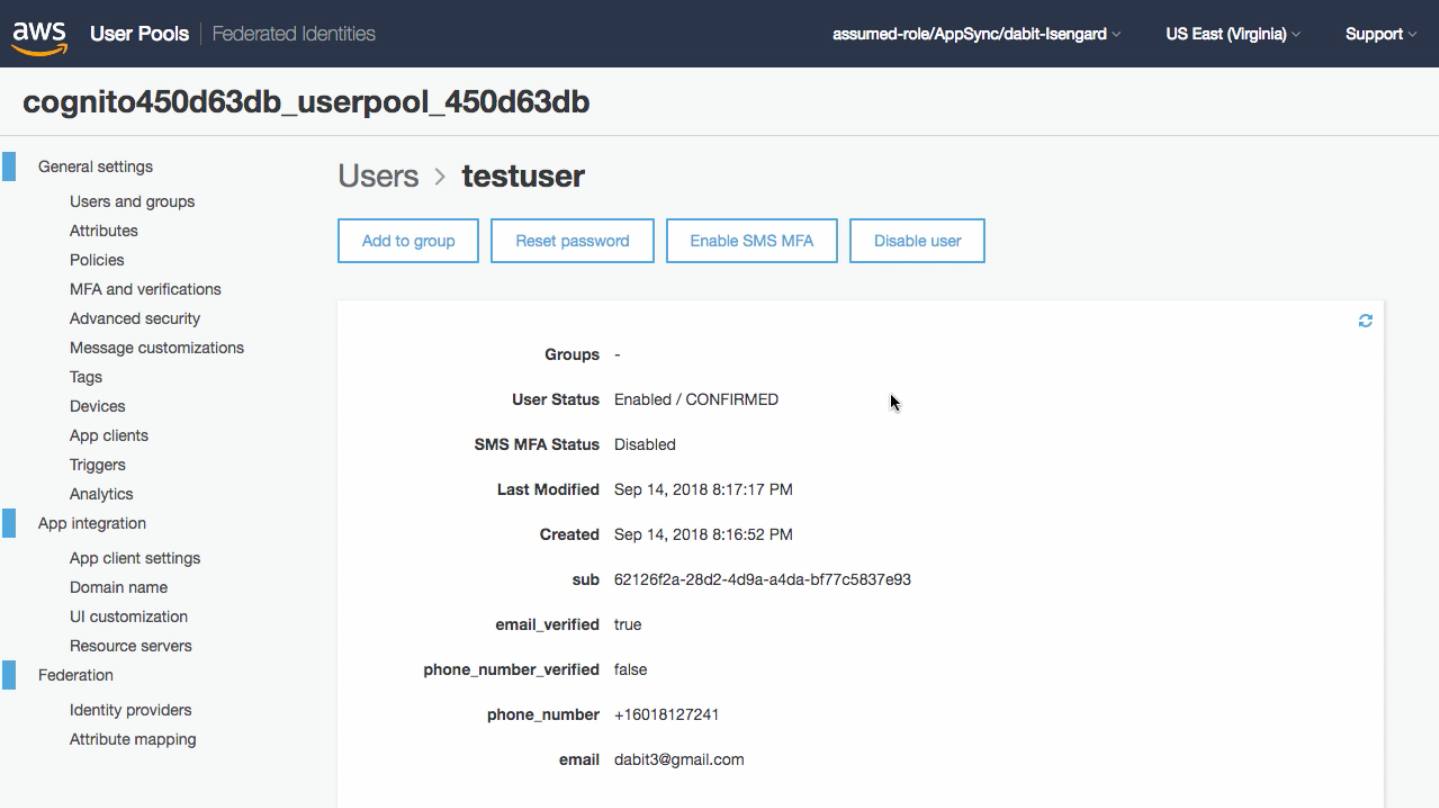 aws User Pools Federated Identities assumed-role/AppSync/dabit-Isengard US East (Virginia) Support
cognito450d63db_userpool_450d63db
General settings
Users and groups
Attributes
Policies
MFA and verifications
Advanced security
Message customizations
Tags
Devices
App clients
Triggers
Analytics
App integration
App client settings
Domain name
UI customization
Resource servers
Federation
Identity providers
Attribute mapping
Users > testuser
Add to group Reset password Enable SMS MFA Disable user
Groups -
User Status Enabled / CONFIRMED
SMS MFA Status Disabled
Last Modified Sep 14, 2018 8:17:17 PM
Created Sep 14, 2018 8:16:52 PM
sub 62126f2a-28d2-4d9a-a4da-bf77c5837e93
email_verified true
phone_number_verified false
phone_number +16018127241
email dabit3@gmail.com